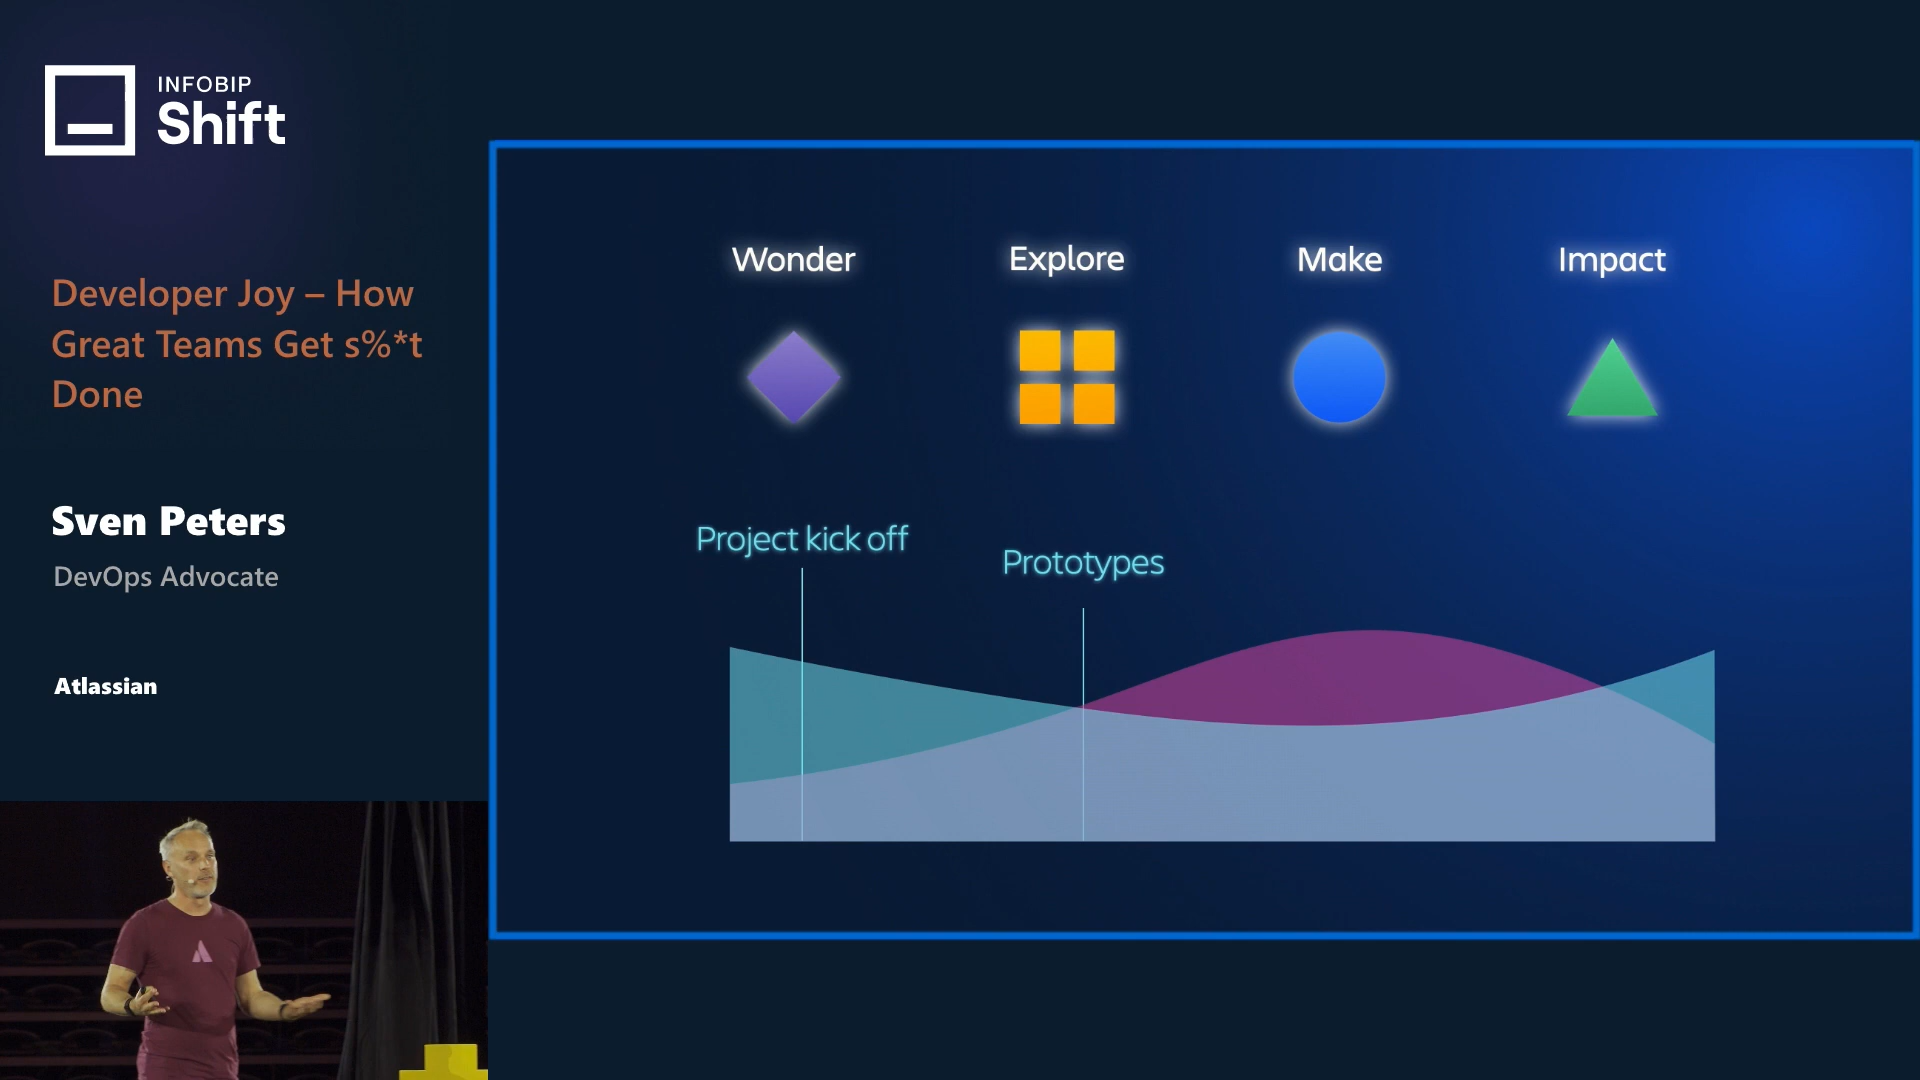 INFOBIP
Shift
Developer Joy – How
Great Teams Get s%*t
Done
Sven Peters
DevOps Advocate
Atlassian
Wonder
Explore
Make
Impact
Project kick off
Prototypes